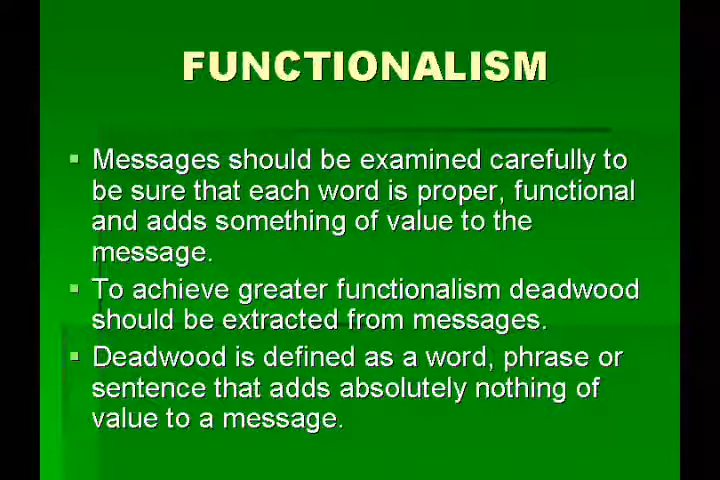 FUNCTIONALISM
Messages should be examined carefully to
be sure that each word is proper, functional
and adds something of value to the
message.
To achieve greater functionalism deadwood
should be extracted from messages.
Deadwood is defined as a word, phrase or
sentence that adds absolutely nothing of
value to a message.